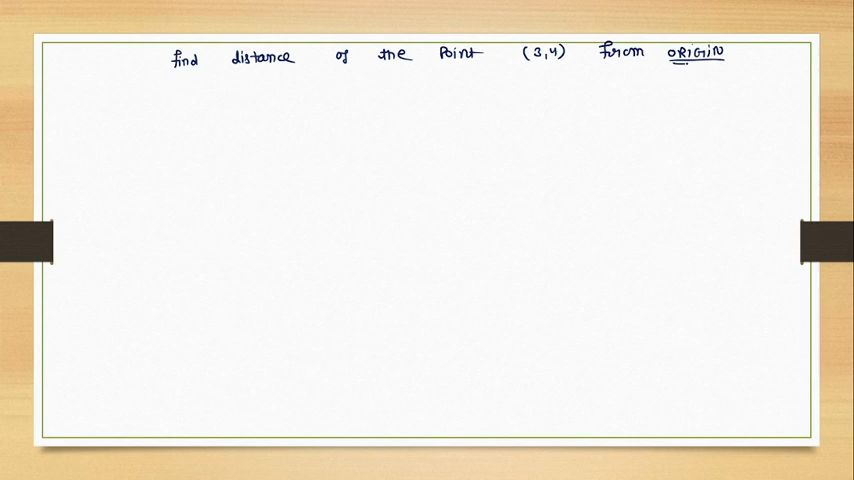 find distance of the Point (3,4) From ORIGIN